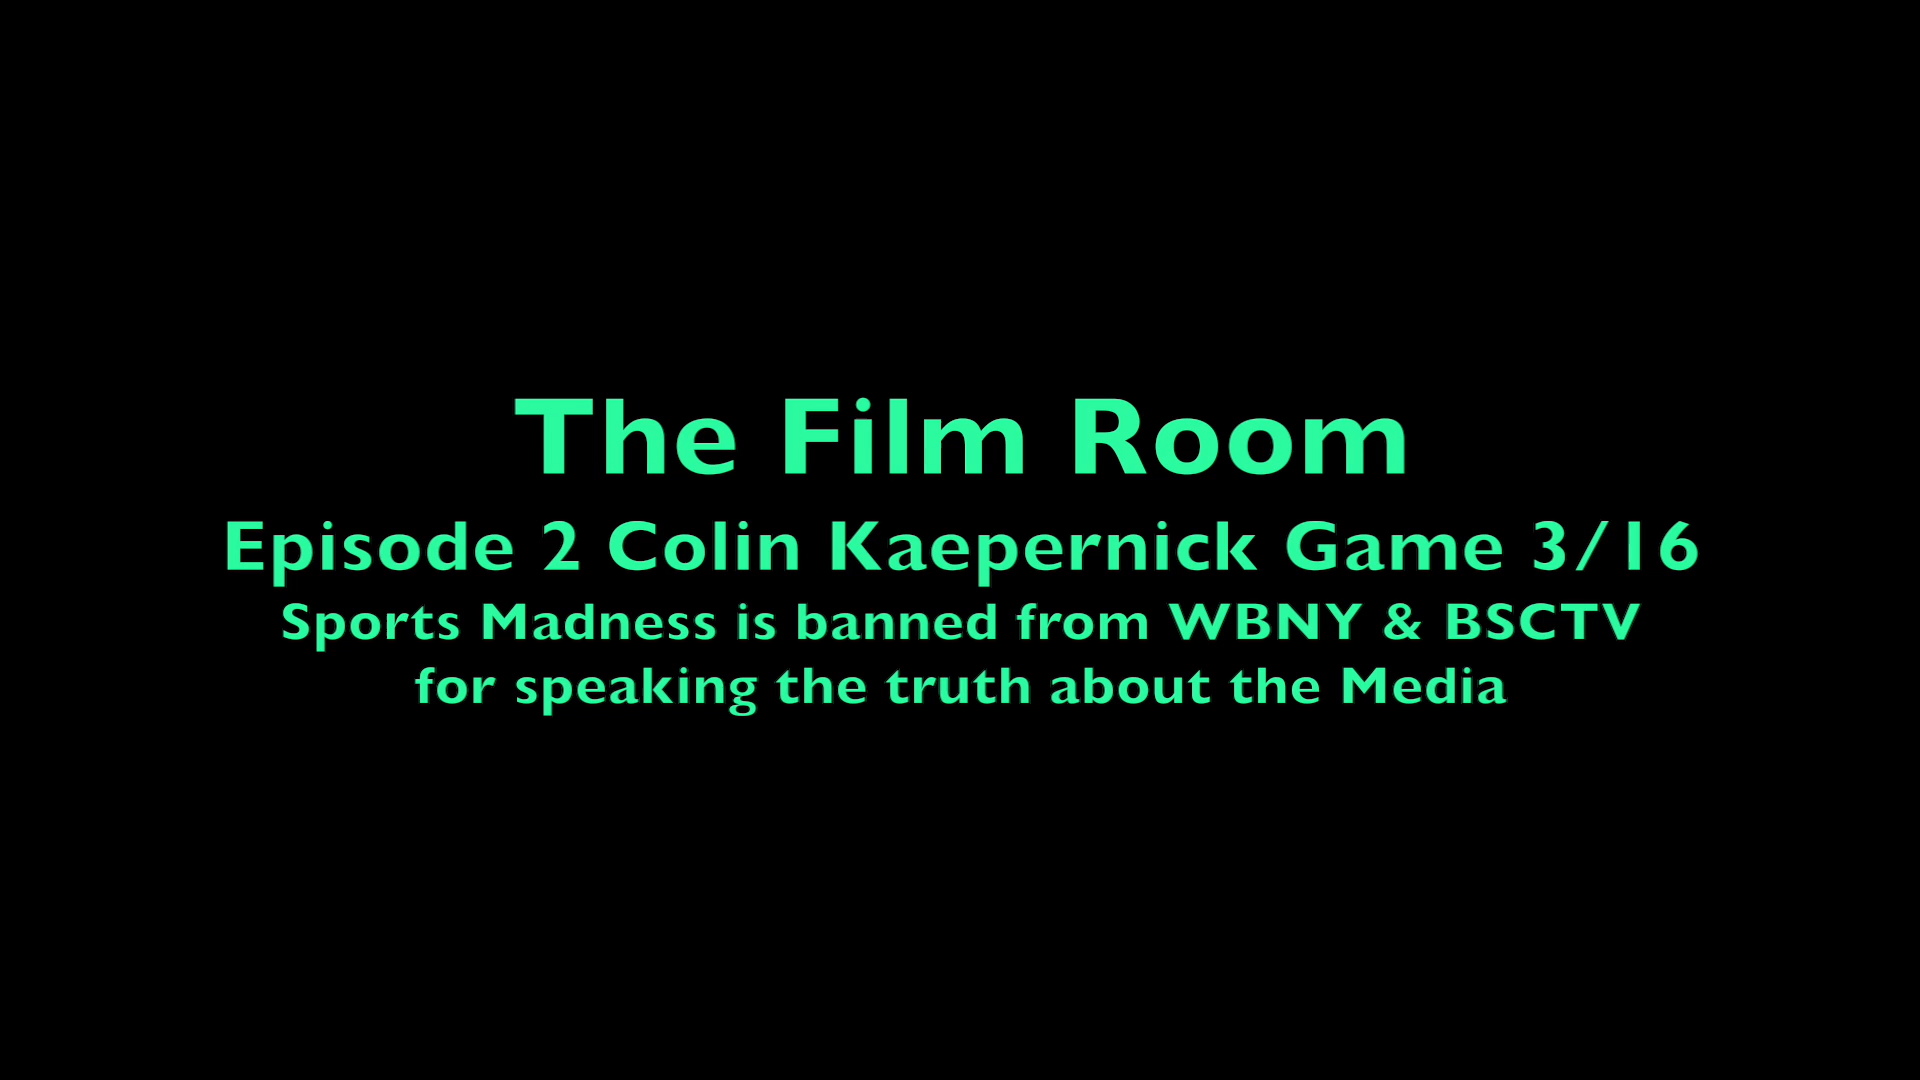 The Film Room
Episode 2 Colin Kaepernick Game 3/16
Sports Madness is banned from WBNY & BSCTV
for speaking the truth about the Media